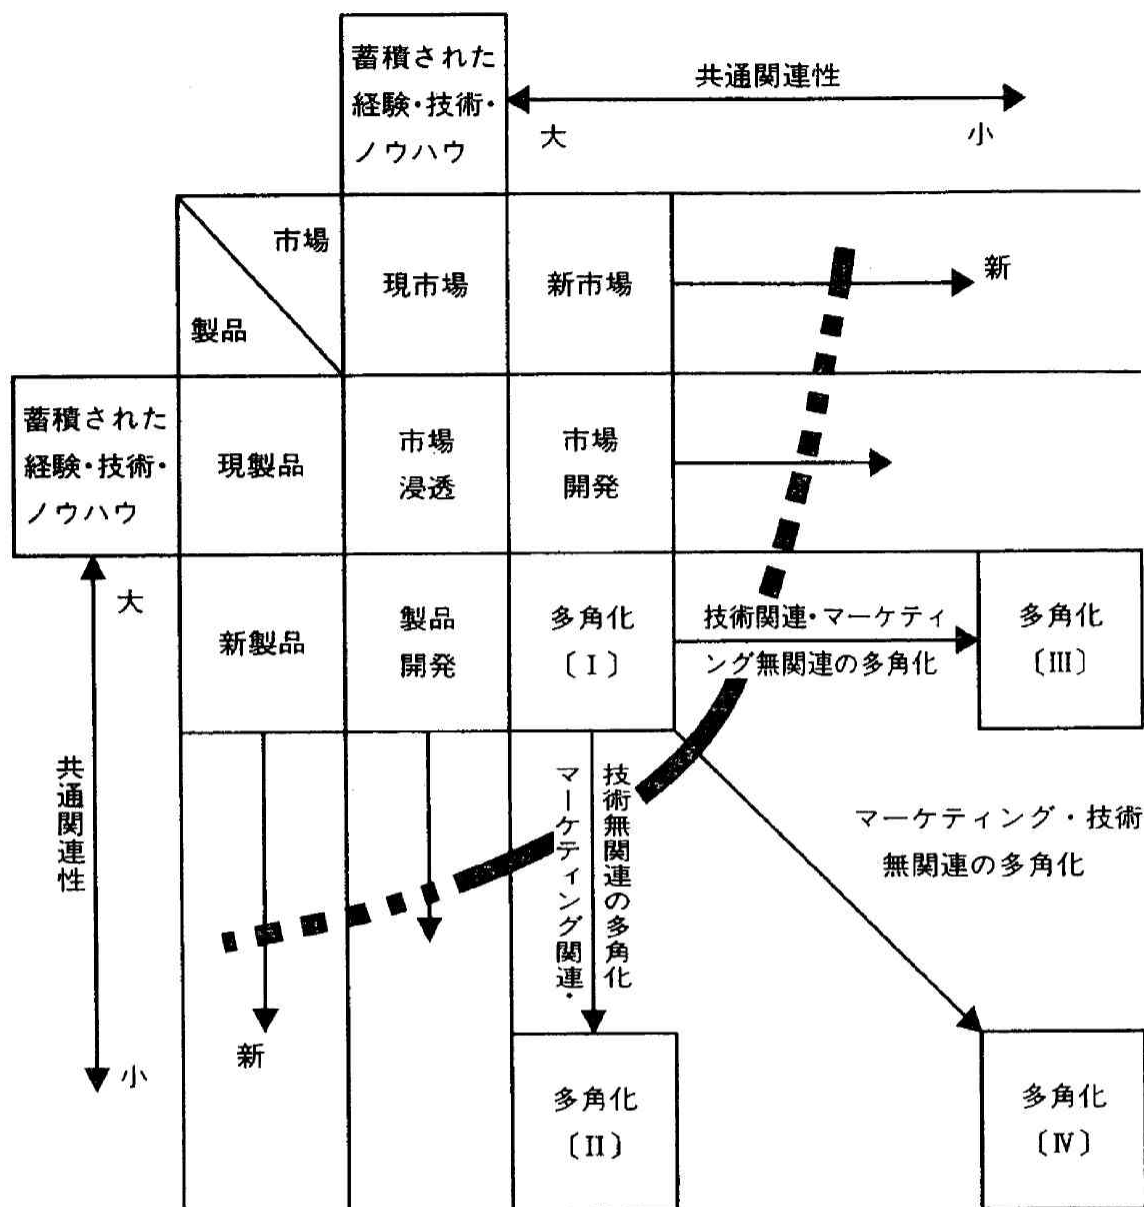 蓄積された
経験・技術・
ノウハウ
共通関連性
大
小
市場
製品
現市場
新市場
新
蓄積された
経験・技術・
ノウハウ
現製品
市場
浸透
市場
開発
大
新製品
製品
開発
多角化
〔Ⅰ〕
技術関連・マーケティ
ング無関連の多角化
多角化
〔Ⅲ〕
共通関連性
マーケティング関連・
技術無関連の多角化
マーケティング・技術
無関連の多角化
新
小
多角化
〔Ⅱ〕
多角化
〔Ⅳ〕